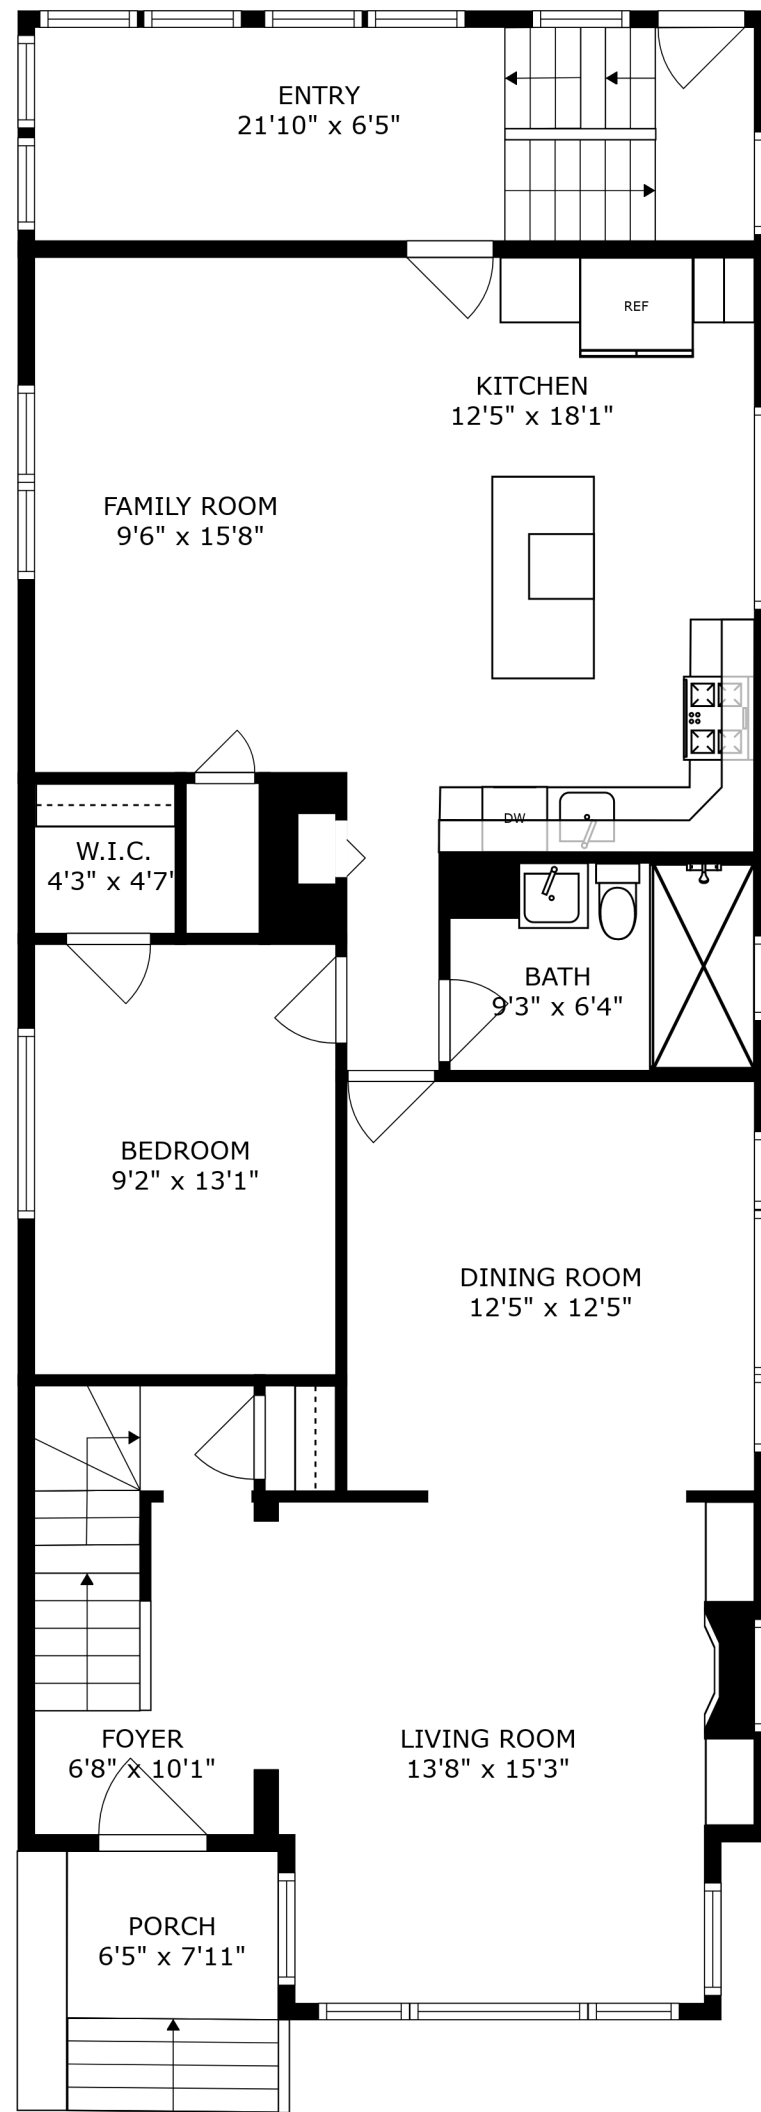 ENTRY
21'10" x 6'5"
REF
KITCHEN
12'5" x 18'1"
FAMILY ROOM
9'6" x 15'8"
DW
W.I.C.
4'3" x 4'7"
BATH
9'3" x 6'4"
BEDROOM
9'2" x 13'1"
DINING ROOM
12'5" x 12'5"
FOYER
6'8" x 10'1"
LIVING ROOM
13'8" x 15'3"
PORCH
6'5" x 7'11"